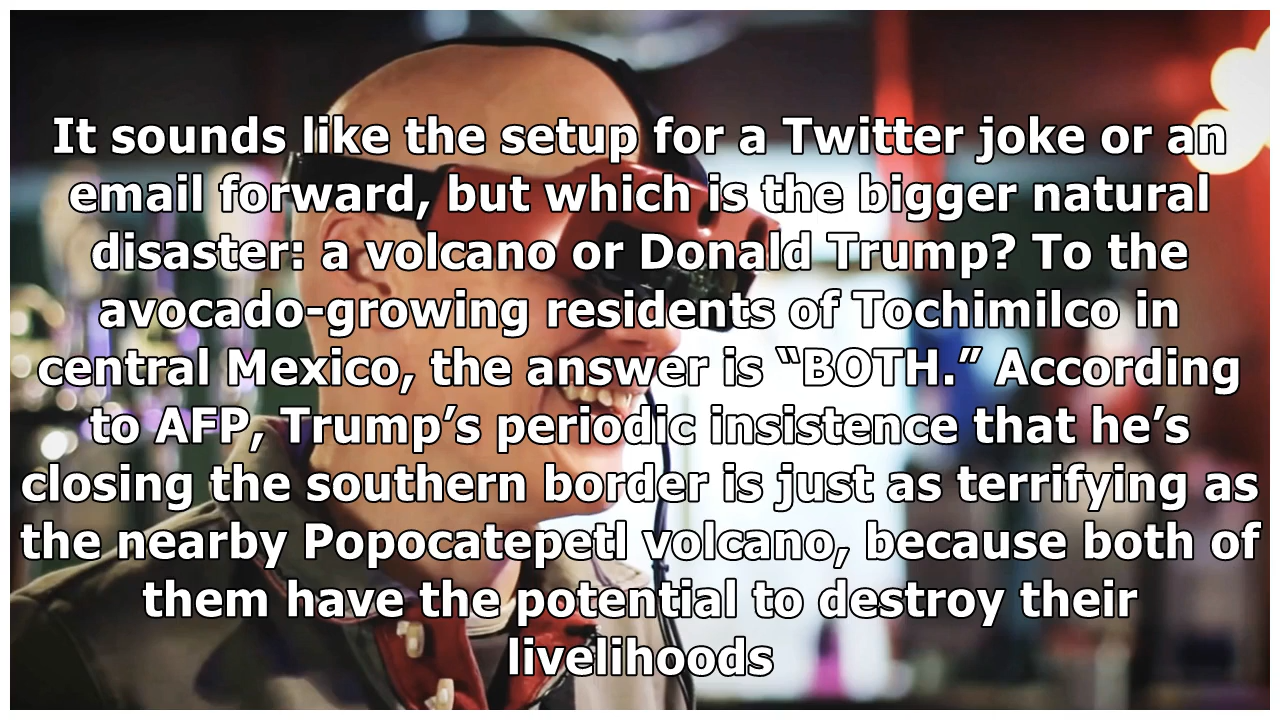 It sounds like the setup for a Twitter joke or an
email forward, but which is the bigger natural
disaster: a volcano or Donald Trump? To the
avocado-growing residents of Tochimilco in
central Mexico, the answer is “BOTH.” According
to AFP, Trump’s periodic insistence that he’s
closing the southern border is just as terrifying as
the nearby Popocatepetl volcano, because both of
them have the potential to destroy their
livelihoods